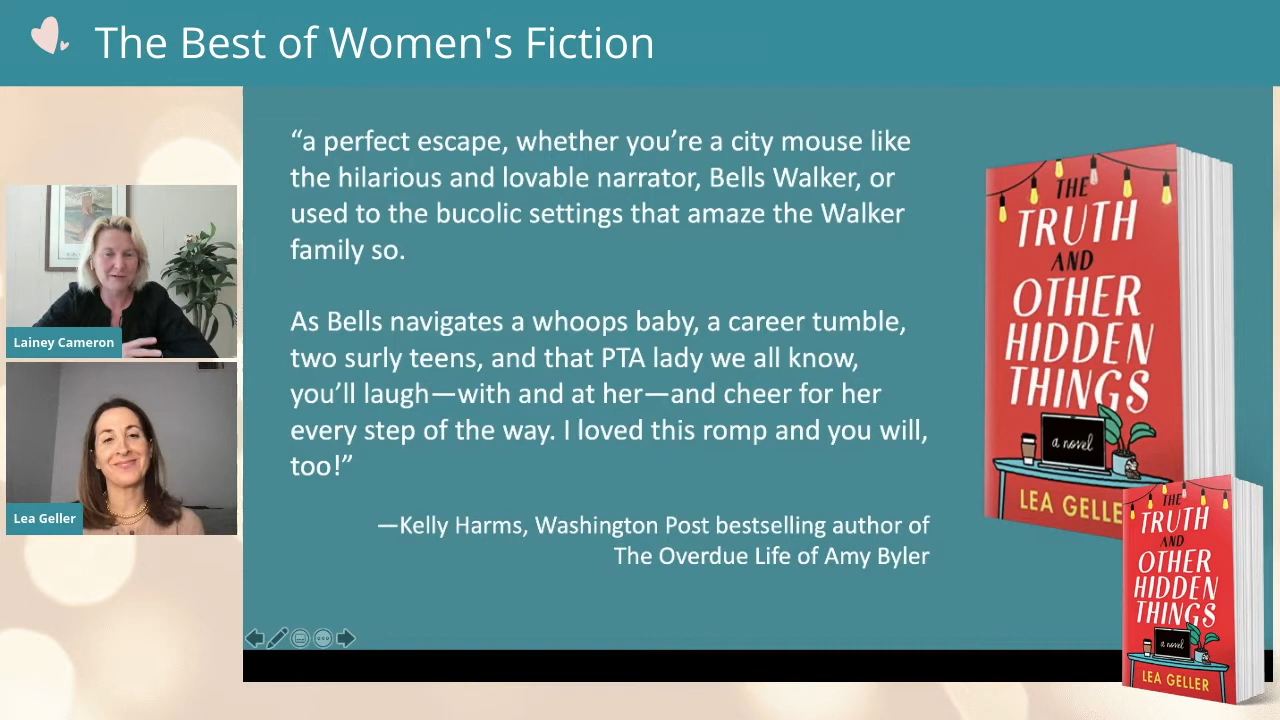 The Best of Women's Fiction
“a perfect escape, whether you’re a city mouse like
the hilarious and lovable narrator, Bells Walker, or
used to the bucolic settings that amaze the Walker
family so.
As Bells navigates a whoops baby, a career tumble,
two surly teens, and that PTA lady we all know,
you’ll laugh—with and at her—and cheer for her
every step of the way. I loved this romp and you will,
too!”
—Kelly Harms, Washington Post bestselling author of
The Overdue Life of Amy Byler
Lainey Cameron
Lea Geller
THE
TRUTH
AND
OTHER
HIDDEN
THINGS
a novel
LEA GELLE
THE
TRUTH
AND
OTHER
HIDDEN
THINGS
a novel
LEA GELLER